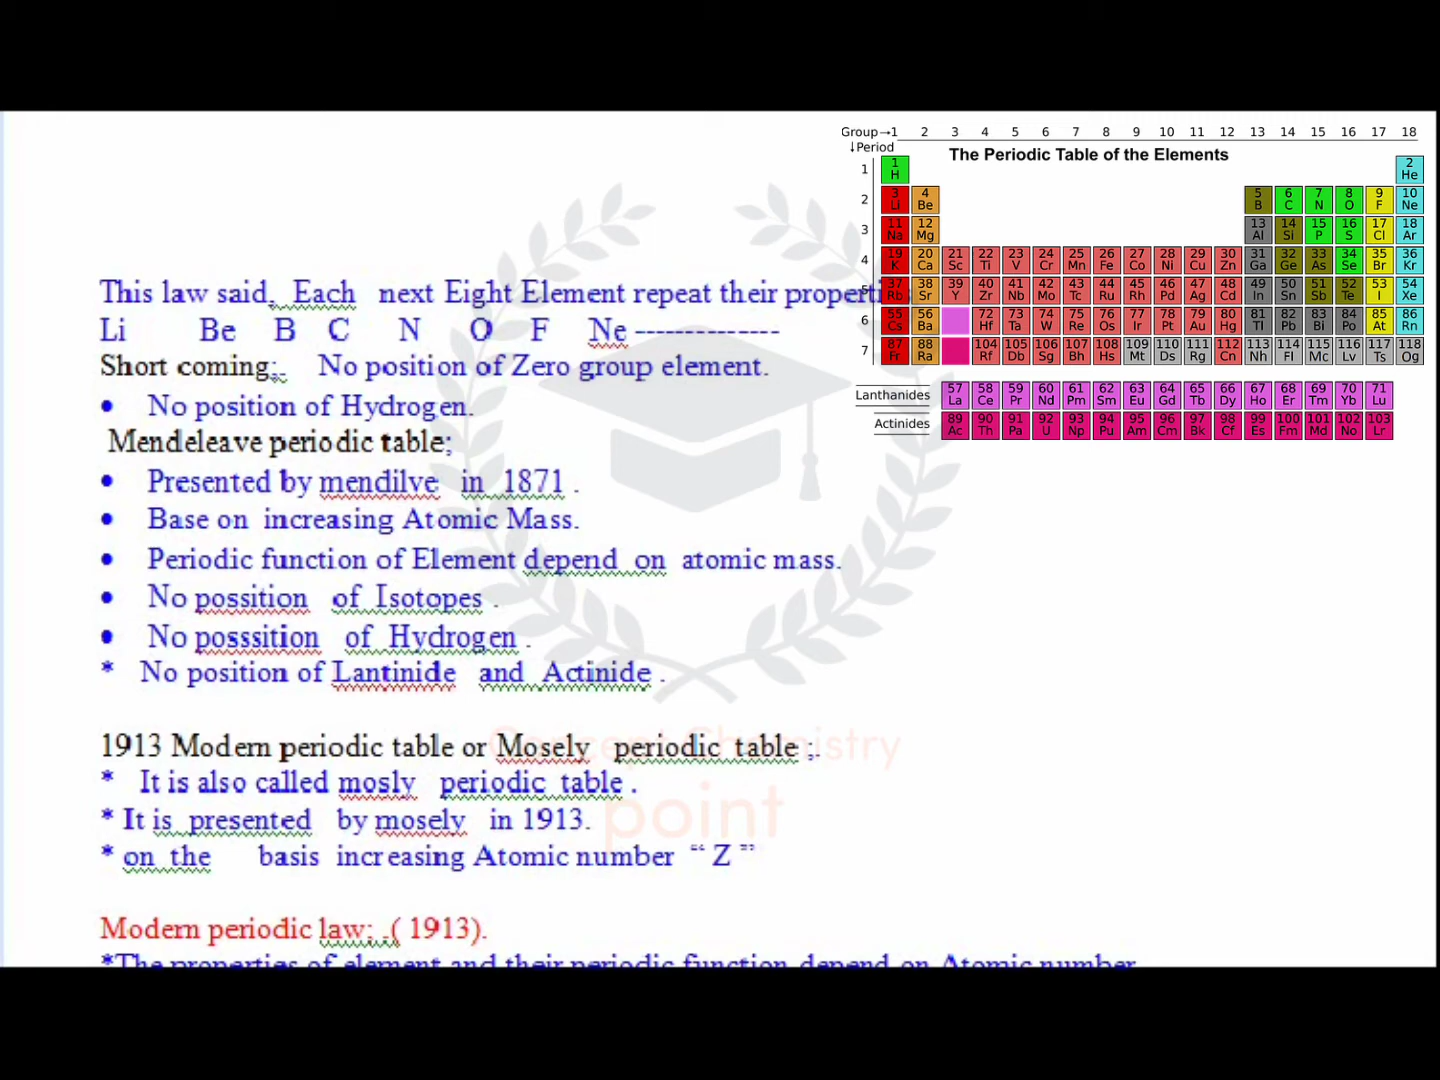 This law said, Each next Eight Element repeat their properti
Li Be B C N O F Ne --------------
Short coming;. No position of Zero group element.
• No position of Hydrogen.
Mendeleave periodic table;
• Presented by mendilve in 1871 .
• Base on increasing Atomic Mass.
• Periodic function of Element depend on atomic mass.
• No possition of Isotopes .
• No posssition of Hydrogen .
* No position of Lantinide and Actinide .
1913 Modern periodic table or Mosely periodic table ;.
* It is also called mosly periodic table .
* It is presented by mosely in 1913.
* on the basis increasing Atomic number “ Z ”
Modern periodic law; .( 1913).
*The properties of element and their periodic function depend on Atomic number
Concept Chemistry
point
Group→1 2 3 4 5 6 7 8 9 10 11 12 13 14 15 16 17 18
↓Period
The Periodic Table of the Elements
1 1 2
H He
2 3 4 5 6 7 8 9 10
Li Be B C N O F Ne
3 11 12 13 14 15 16 17 18
Na Mg Al Si P S Cl Ar
4 19 20 21 22 23 24 25 26 27 28 29 30 31 32 33 34 35 36
K Ca Sc Ti V Cr Mn Fe Co Ni Cu Zn Ga Ge As Se Br Kr
5 37 38 39 40 41 42 43 44 45 46 47 48 49 50 51 52 53 54
Rb Sr Y Zr Nb Mo Tc Ru Rh Pd Ag Cd In Sn Sb Te I Xe
6 55 56 72 73 74 75 76 77 78 79 80 81 82 83 84 85 86
Cs Ba Hf Ta W Re Os Ir Pt Au Hg Tl Pb Bi Po At Rn
7 87 88 104 105 106 107 108 109 110 111 112 113 114 115 116 117 118
Fr Ra Rf Db Sg Bh Hs Mt Ds Rg Cn Nh Fl Mc Lv Ts Og
Lanthanides 57 58 59 60 61 62 63 64 65 66 67 68 69 70 71
La Ce Pr Nd Pm Sm Eu Gd Tb Dy Ho Er Tm Yb Lu
Actinides 89 90 91 92 93 94 95 96 97 98 99 100 101 102 103
Ac Th Pa U Np Pu Am Cm Bk Cf Es Fm Md No Lr